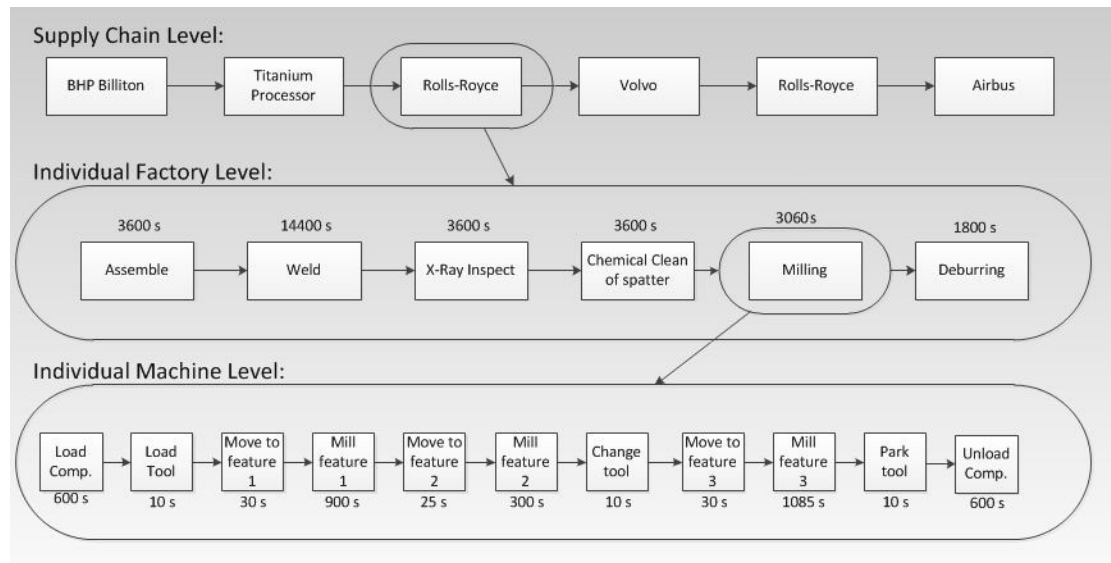 Supply Chain Level:
BHP Billiton
Titanium
Processor
Rolls-Royce
Volvo
Rolls-Royce
Airbus
Individual Factory Level:
3600 s
14400 s
3600 s
3600 s
3060s
1800 s
Assemble
Weld
X-Ray Inspect
Chemical Clean
of spatter
Milling
Deburring
Individual Machine Level:
Load
Comp.
600 s
Load
Tool
10 s
Move to
feature
1
30 s
Mill
feature
1
900 s
Move to
feature
2
25 s
Mill
feature
2
300 s
Change
tool
10 s
Move to
feature
3
30 s
Mill
feature
3
1085 s
Park
tool
10 s
Unload
Comp.
600 s